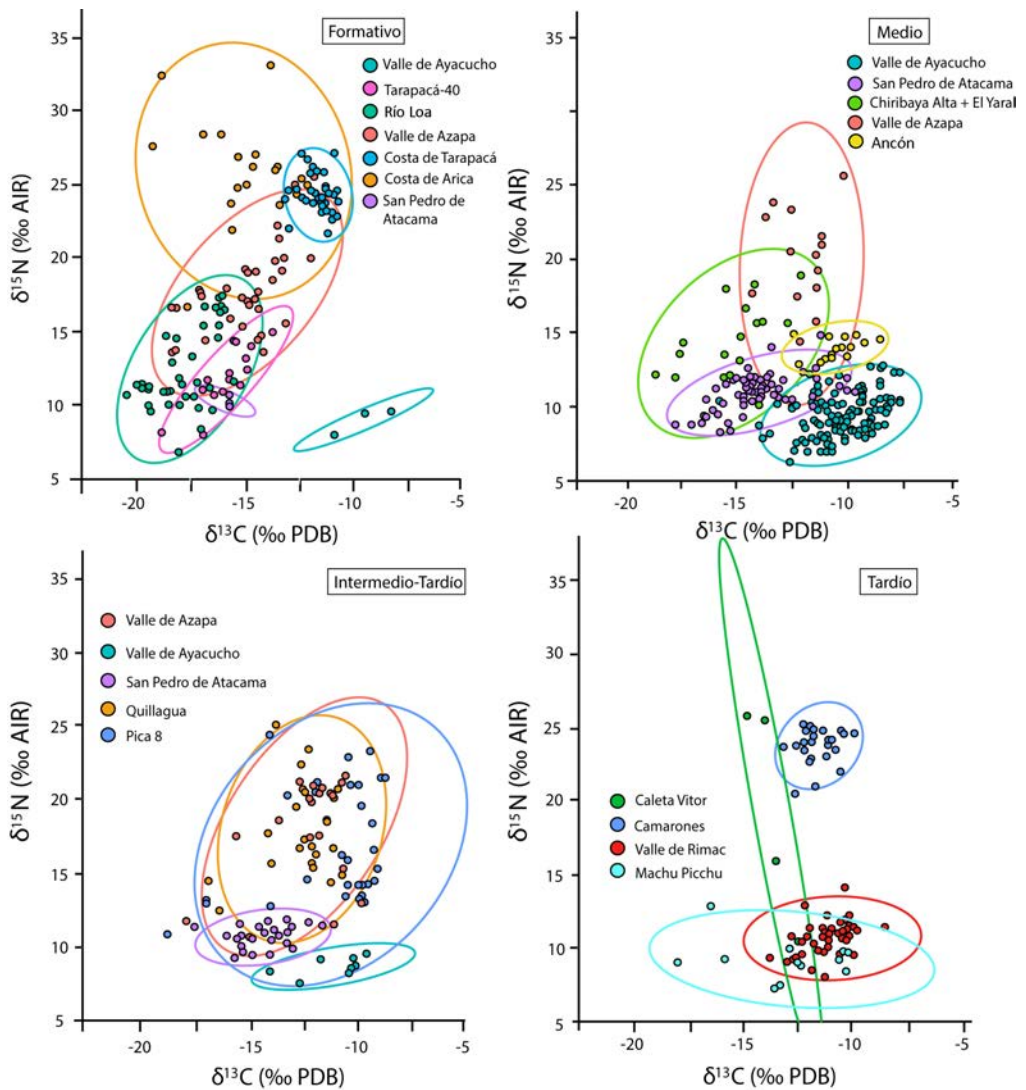 Formativo
Valle de Ayacucho
Tarapacá-40
Río Loa
Valle de Azapa
Costa de Tarapacá
Costa de Arica
San Pedro de
Atacama
35
30
25
20
15
10
5
δ¹⁵N (‰ AIR)
-20
-15
-10
-5
δ¹³C (‰ PDB)
Medio
Valle de Ayacucho
San Pedro de Atacama
Chiribaya Alta + El Yaral
Valle de Azapa
Ancón
35
30
25
20
15
10
5
δ¹⁵N (‰ AIR)
-20
-15
-10
-5
δ¹³C (‰ PDB)
Intermedio-Tardío
Valle de Azapa
Valle de Ayacucho
San Pedro de Atacama
Quillagua
Pica 8
35
30
25
20
15
10
5
δ¹⁵N (‰ AIR)
-20
-15
-10
-5
δ¹³C (‰ PDB)
Tardío
Caleta Vitor
Camarones
Valle de Rimac
Machu Picchu
35
30
25
20
15
10
5
δ¹⁵N (‰ AIR)
-20
-15
-10
-5
δ¹³C (‰ PDB)